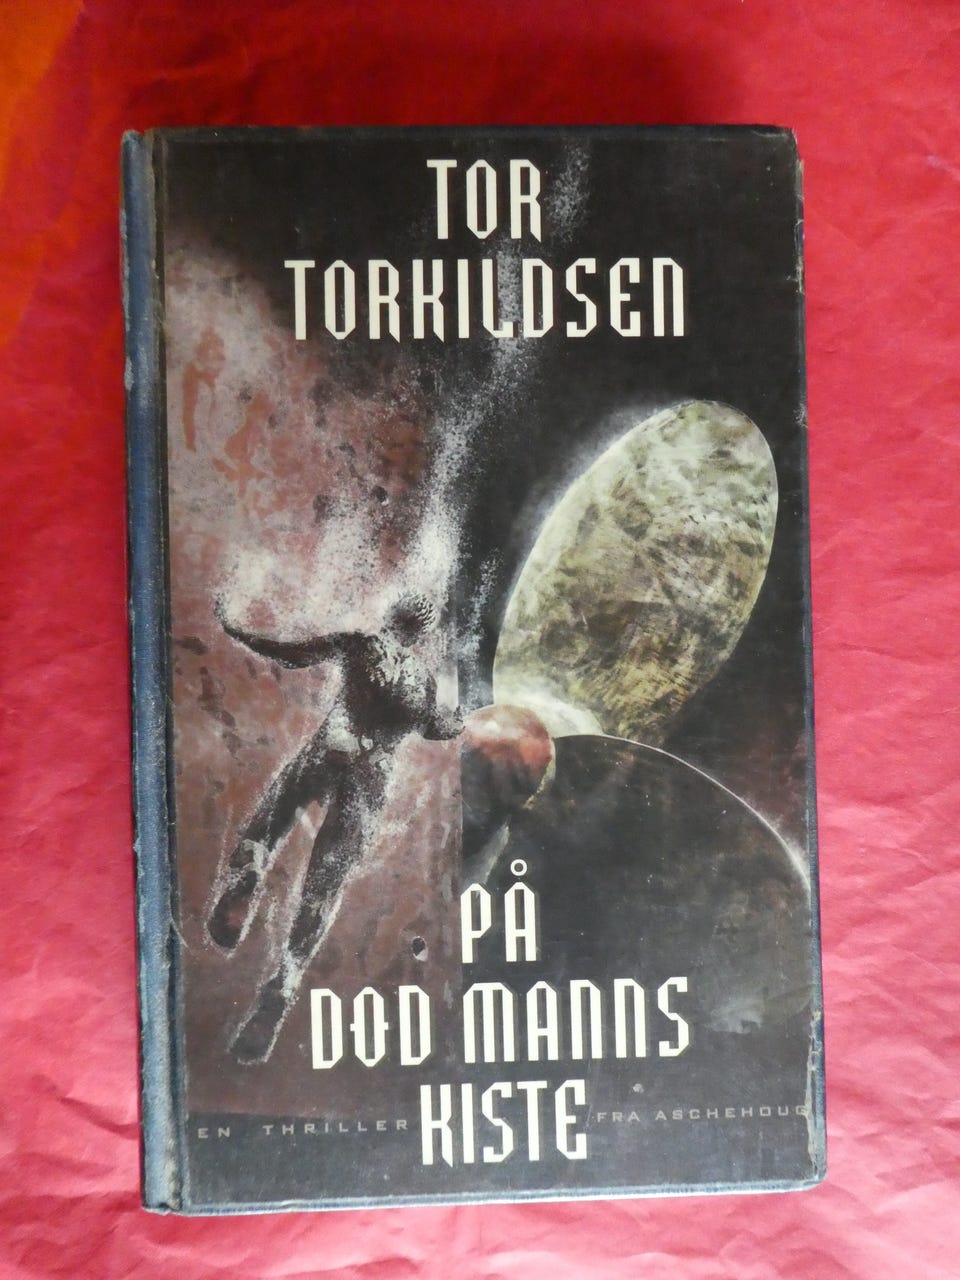 TOR
TORKILDSEN
PÅ
DØD MANNS
KISTE
EN THRILLER FRA ASCHEHOUG